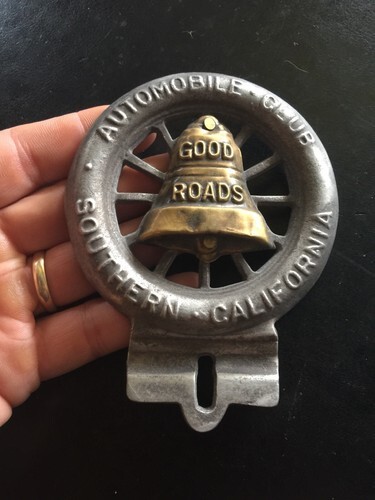 · AUTOMOBILE · CLUB
GOOD
ROADS
SOUTHERN · CALIFORNIA